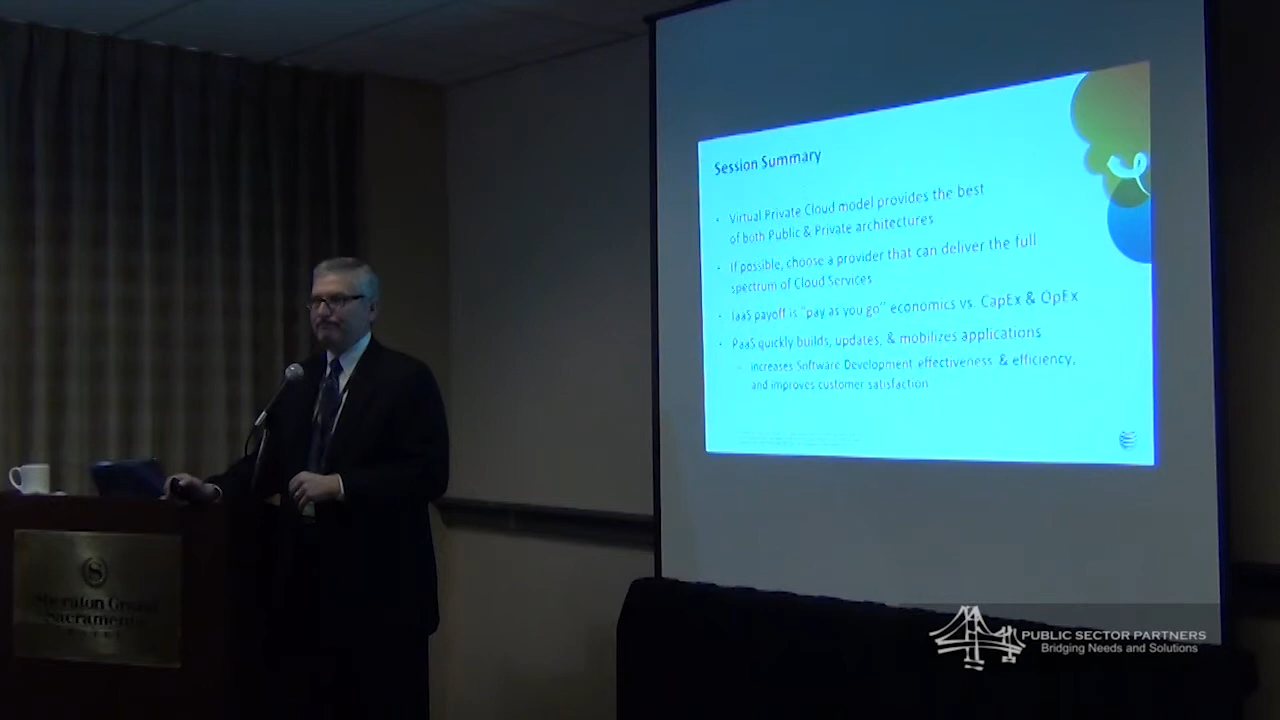 Session Summary
• Virtual Private Cloud model provides the best
of both Public & Private architectures
• If possible, choose a provider that can deliver the full
spectrum of Cloud Services
• IaaS payoff is "pay as you go" economics vs. CapEx & OpEx
• PaaS quickly builds, updates, & mobilizes applications
– increases Software Development effectiveness & efficiency,
and improves customer satisfaction
S
Sheraton Grand
Sacramento
PUBLIC SECTOR PARTNERS
Bridging Needs and Solutions